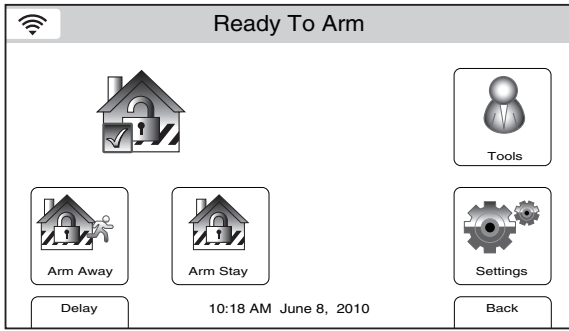 Ready To Arm
Tools
Arm Away
Arm Stay
Settings
Delay
10:18 AM June 8, 2010
Back